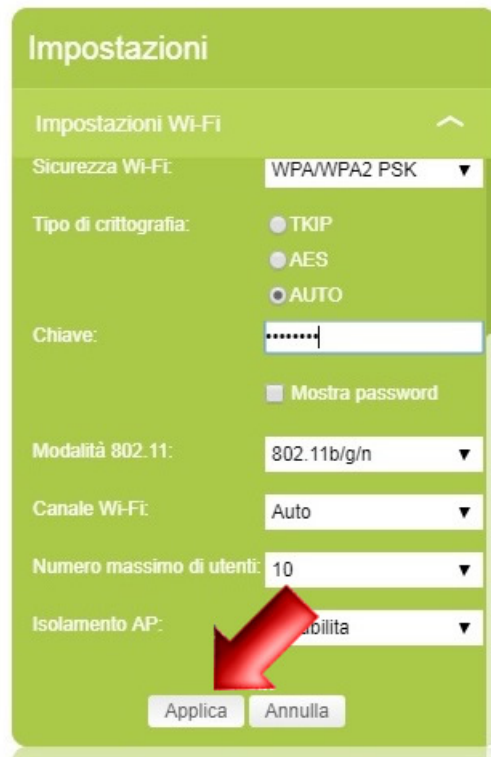 Impostazioni
Impostazioni Wi-Fi
Sicurezza Wi-Fi: WPA/WPA2 PSK
Tipo di crittografia: TKIP
AES
AUTO
Chiave: ••••••••
Mostra password
Modalità 802.11: 802.11b/g/n
Canale Wi-Fi: Auto
Numero massimo di utenti: 10
Isolamento AP:
Applica Annulla